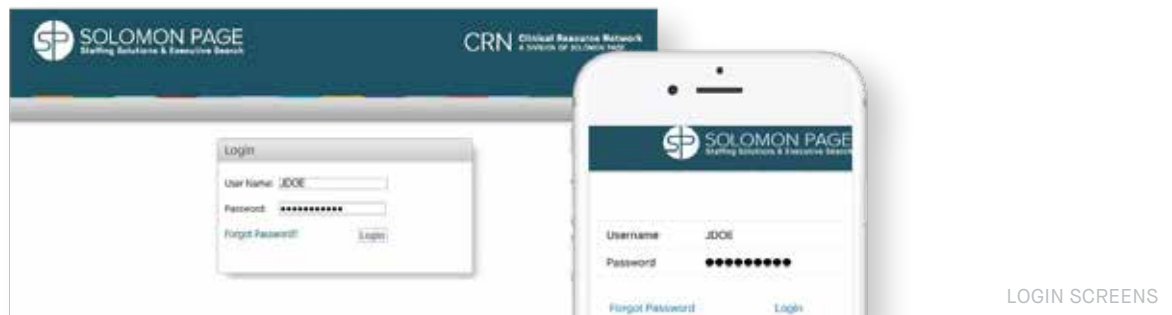 SOLOMON PAGE
Staffing Solutions & Executive Search
CRN Clinical Resource Network
A DIVISION OF SOLOMON PAGE
Login
User Name: JDOE
Password: ●●●●●●●●●●●
Forgot Password?
Login
SOLOMON PAGE
Staffing Solutions & Executive Search
Username JDOE
Password ●●●●●●●●●
Forgot Password Login
LOGIN SCREENS